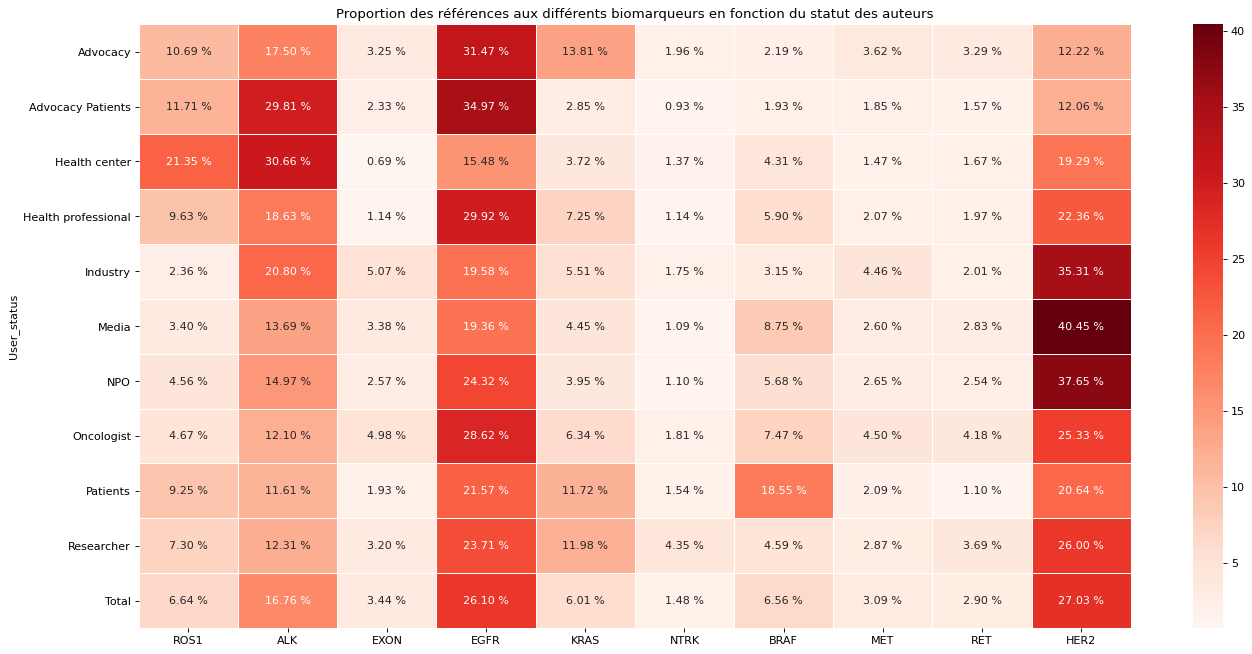 Proportion des références aux différents biomarqueurs en fonction du statut des auteurs
User_status
Advocacy 10.69 % 17.50 % 3.25 % 31.47 % 13.81 % 1.96 % 2.19 % 3.62 % 3.29 % 12.22 %
Advocacy Patients 11.71 % 29.81 % 2.33 % 34.97 % 2.85 % 0.93 % 1.93 % 1.85 % 1.57 % 12.06 %
Health center 21.35 % 30.66 % 0.69 % 15.48 % 3.72 % 1.37 % 4.31 % 1.47 % 1.67 % 19.29 %
Health professional 9.63 % 18.63 % 1.14 % 29.92 % 7.25 % 1.14 % 5.90 % 2.07 % 1.97 % 22.36 %
Industry 2.36 % 20.80 % 5.07 % 19.58 % 5.51 % 1.75 % 3.15 % 4.46 % 2.01 % 35.31 %
Media 3.40 % 13.69 % 3.38 % 19.36 % 4.45 % 1.09 % 8.75 % 2.60 % 2.83 % 40.45 %
NPO 4.56 % 14.97 % 2.57 % 24.32 % 3.95 % 1.10 % 5.68 % 2.65 % 2.54 % 37.65 %
Oncologist 4.67 % 12.10 % 4.98 % 28.62 % 6.34 % 1.81 % 7.47 % 4.50 % 4.18 % 25.33 %
Patients 9.25 % 11.61 % 1.93 % 21.57 % 11.72 % 1.54 % 18.55 % 2.09 % 1.10 % 20.64 %
Researcher 7.30 % 12.31 % 3.20 % 23.71 % 11.98 % 4.35 % 4.59 % 2.87 % 3.69 % 26.00 %
Total 6.64 % 16.76 % 3.44 % 26.10 % 6.01 % 1.48 % 6.56 % 3.09 % 2.90 % 27.03 %
ROS1 ALK EXON EGFR KRAS NTRK BRAF MET RET HER2
40
35
30
25
20
15
10
5